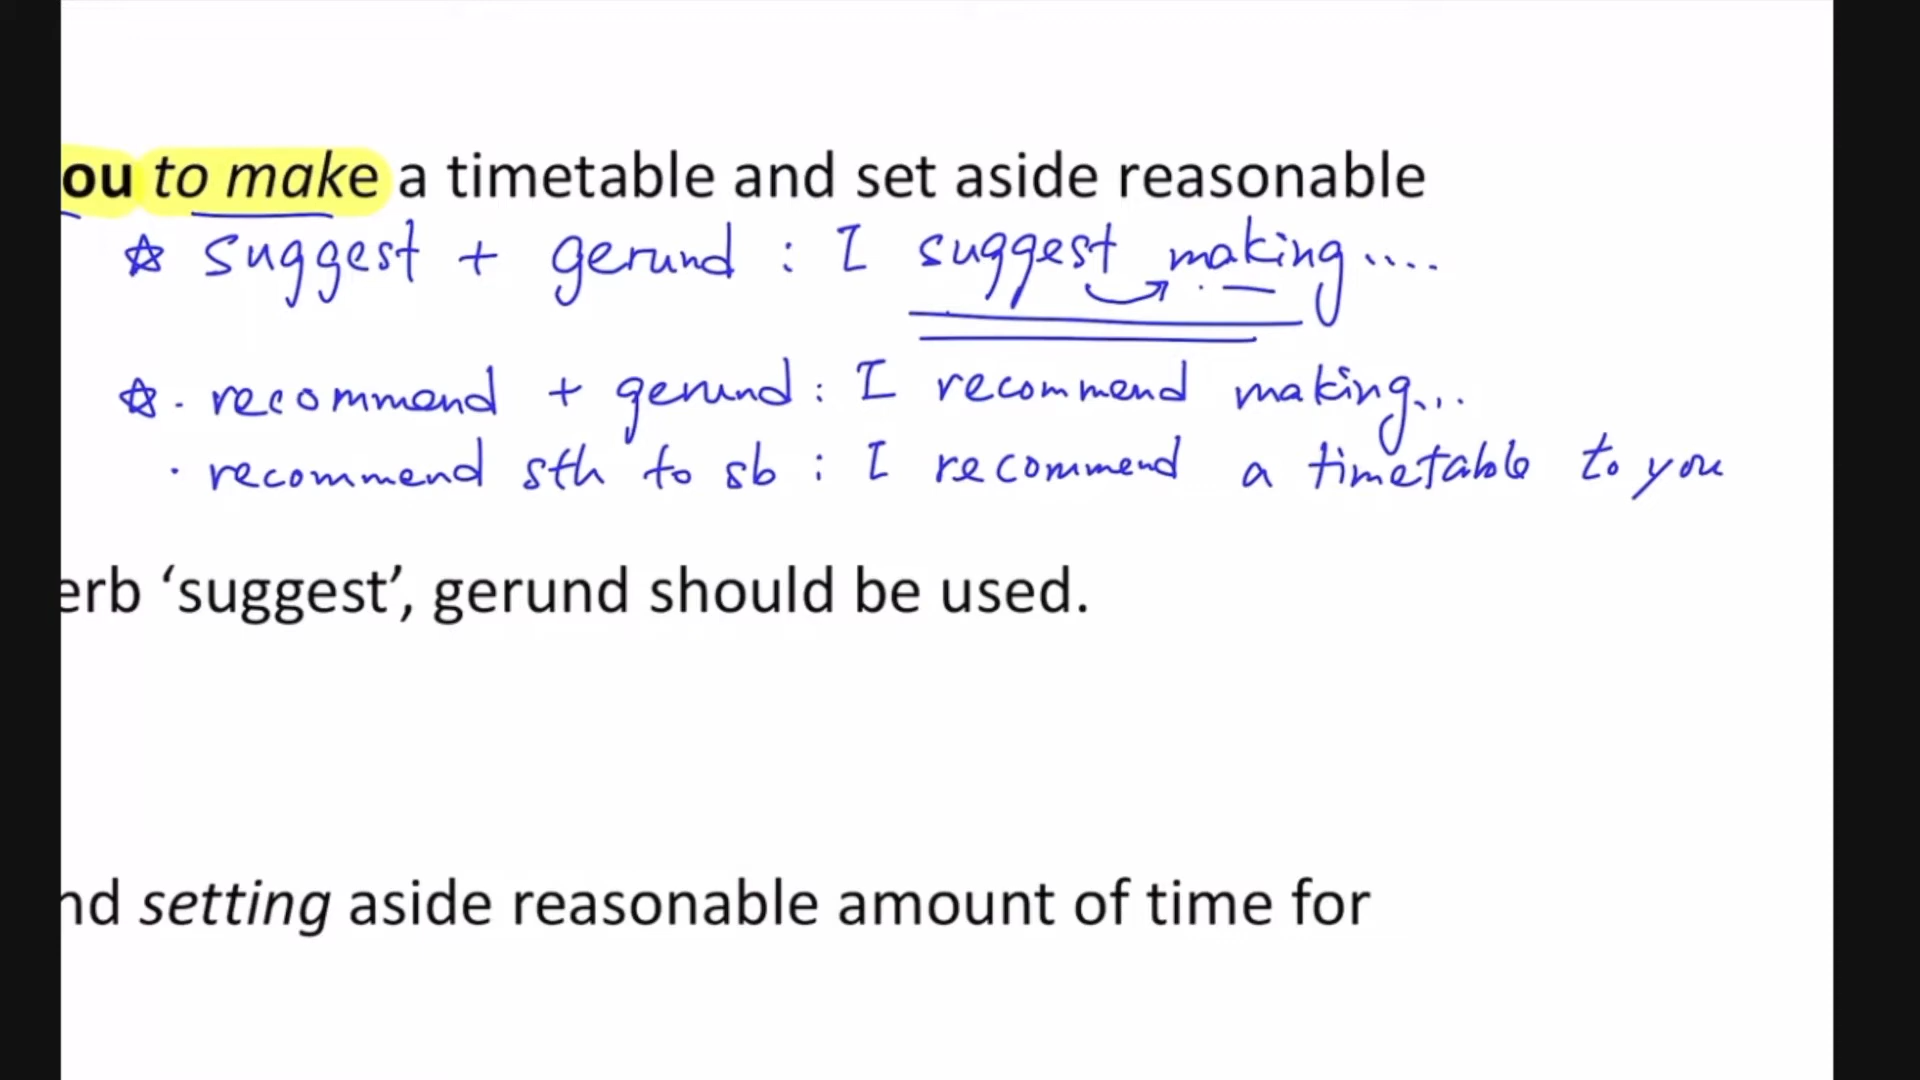 ou to make a timetable and set aside reasonable
☆ suggest + gerund : I suggest making....
☆ · recommend + gerund : I recommend making...
· recommend sth to sb : I recommend a timetable to you
erb ‘suggest’, gerund should be used.
nd setting aside reasonable amount of time for